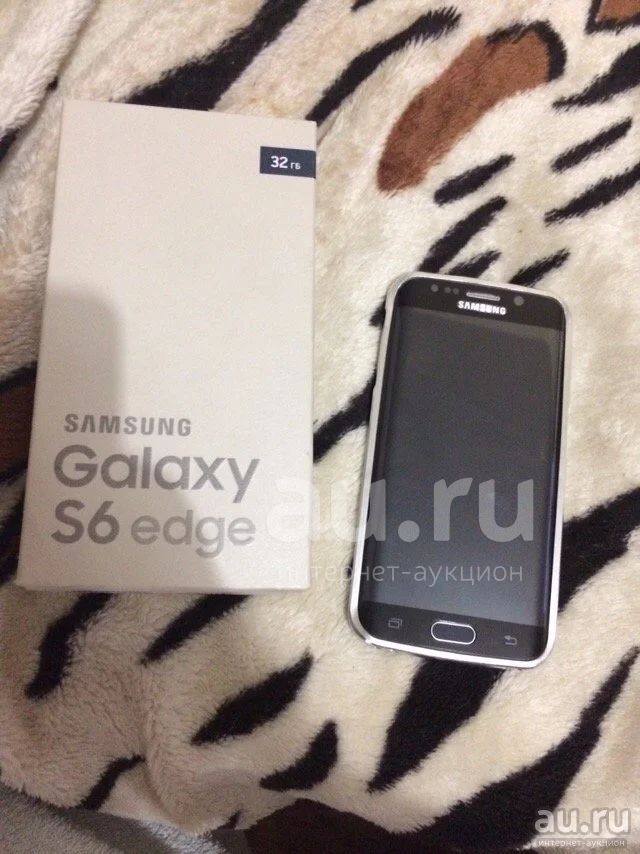 32 ГБ
SAMSUNG
SAMSUNG
Galaxy
S6 edge
au.ru
интернет-аукцион
au.ru
интернет-аукцион